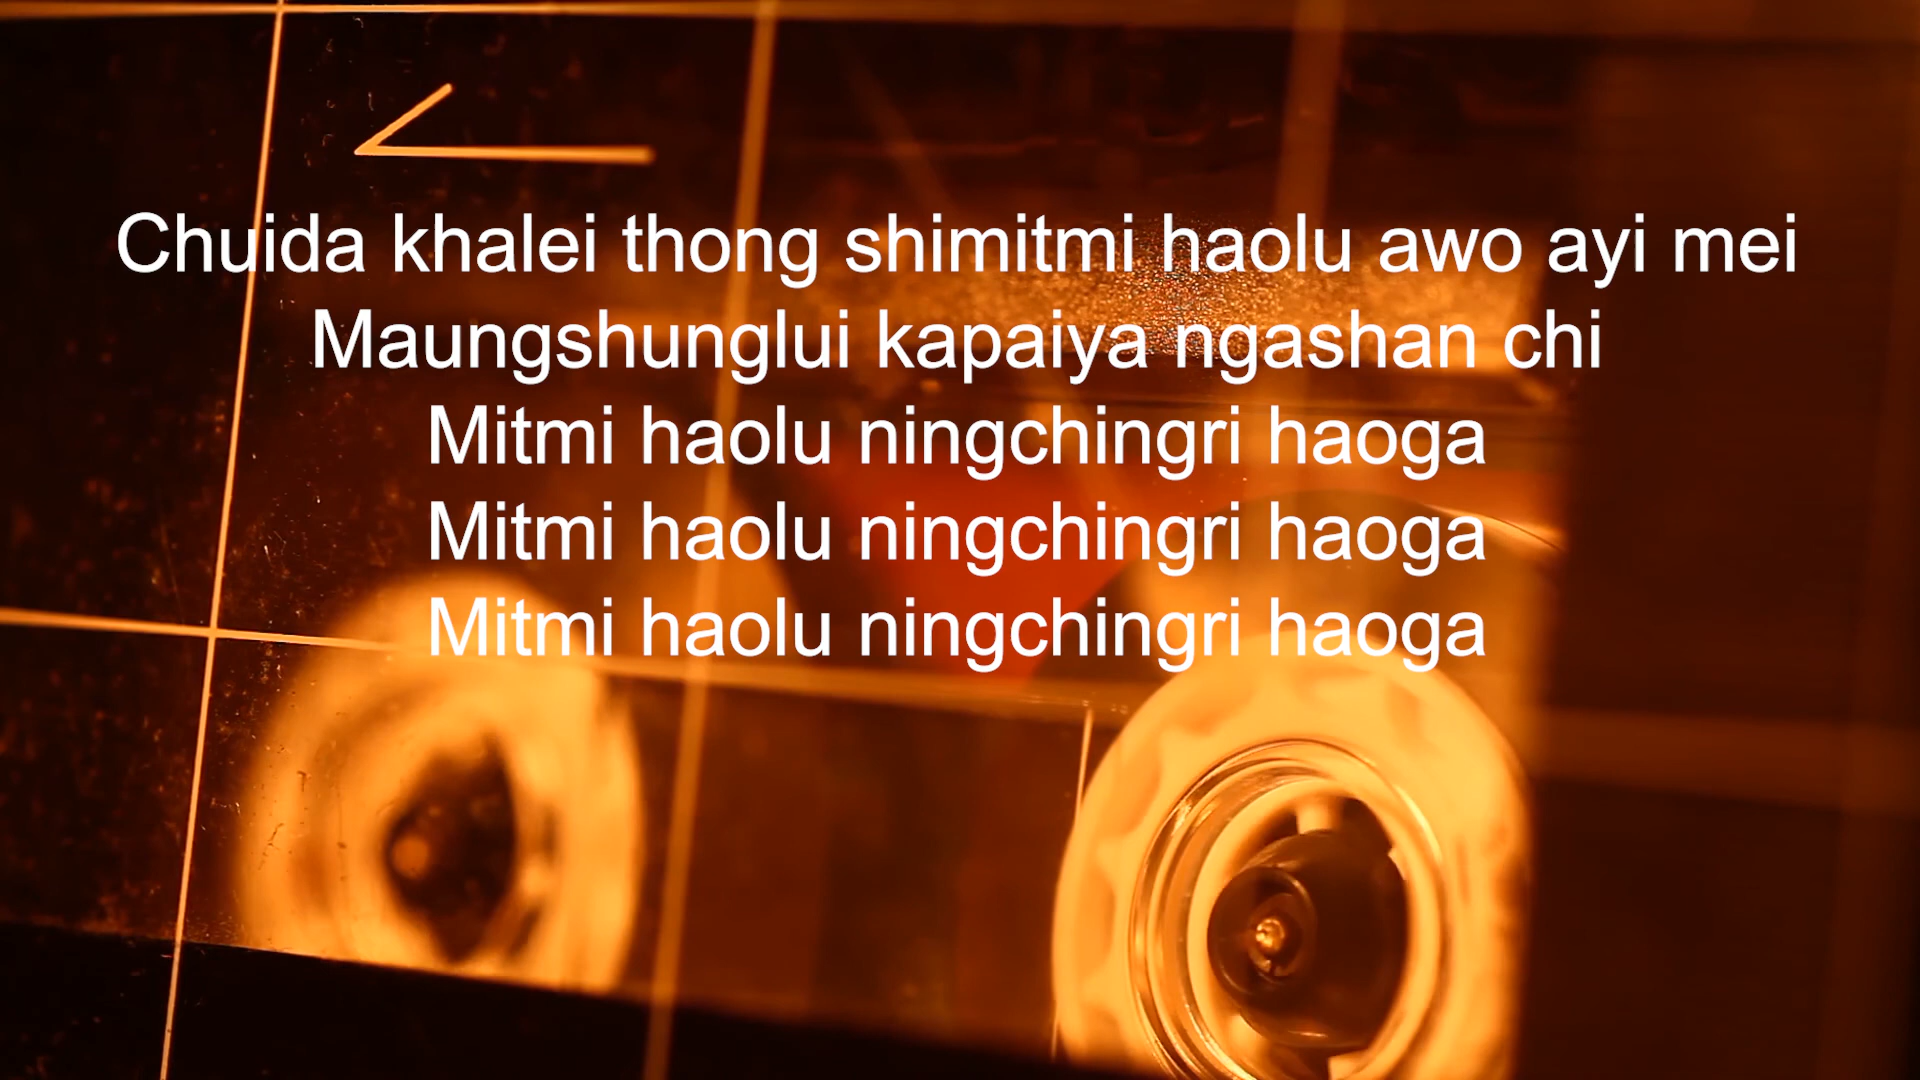 Chuida khalei thong shimitmi haolu awo ayi mei
Maungshunglui kapaiya ngashan chi
Mitmi haolu ningchingri haoga
Mitmi haolu ningchingri haoga
Mitmi haolu ningchingri haoga